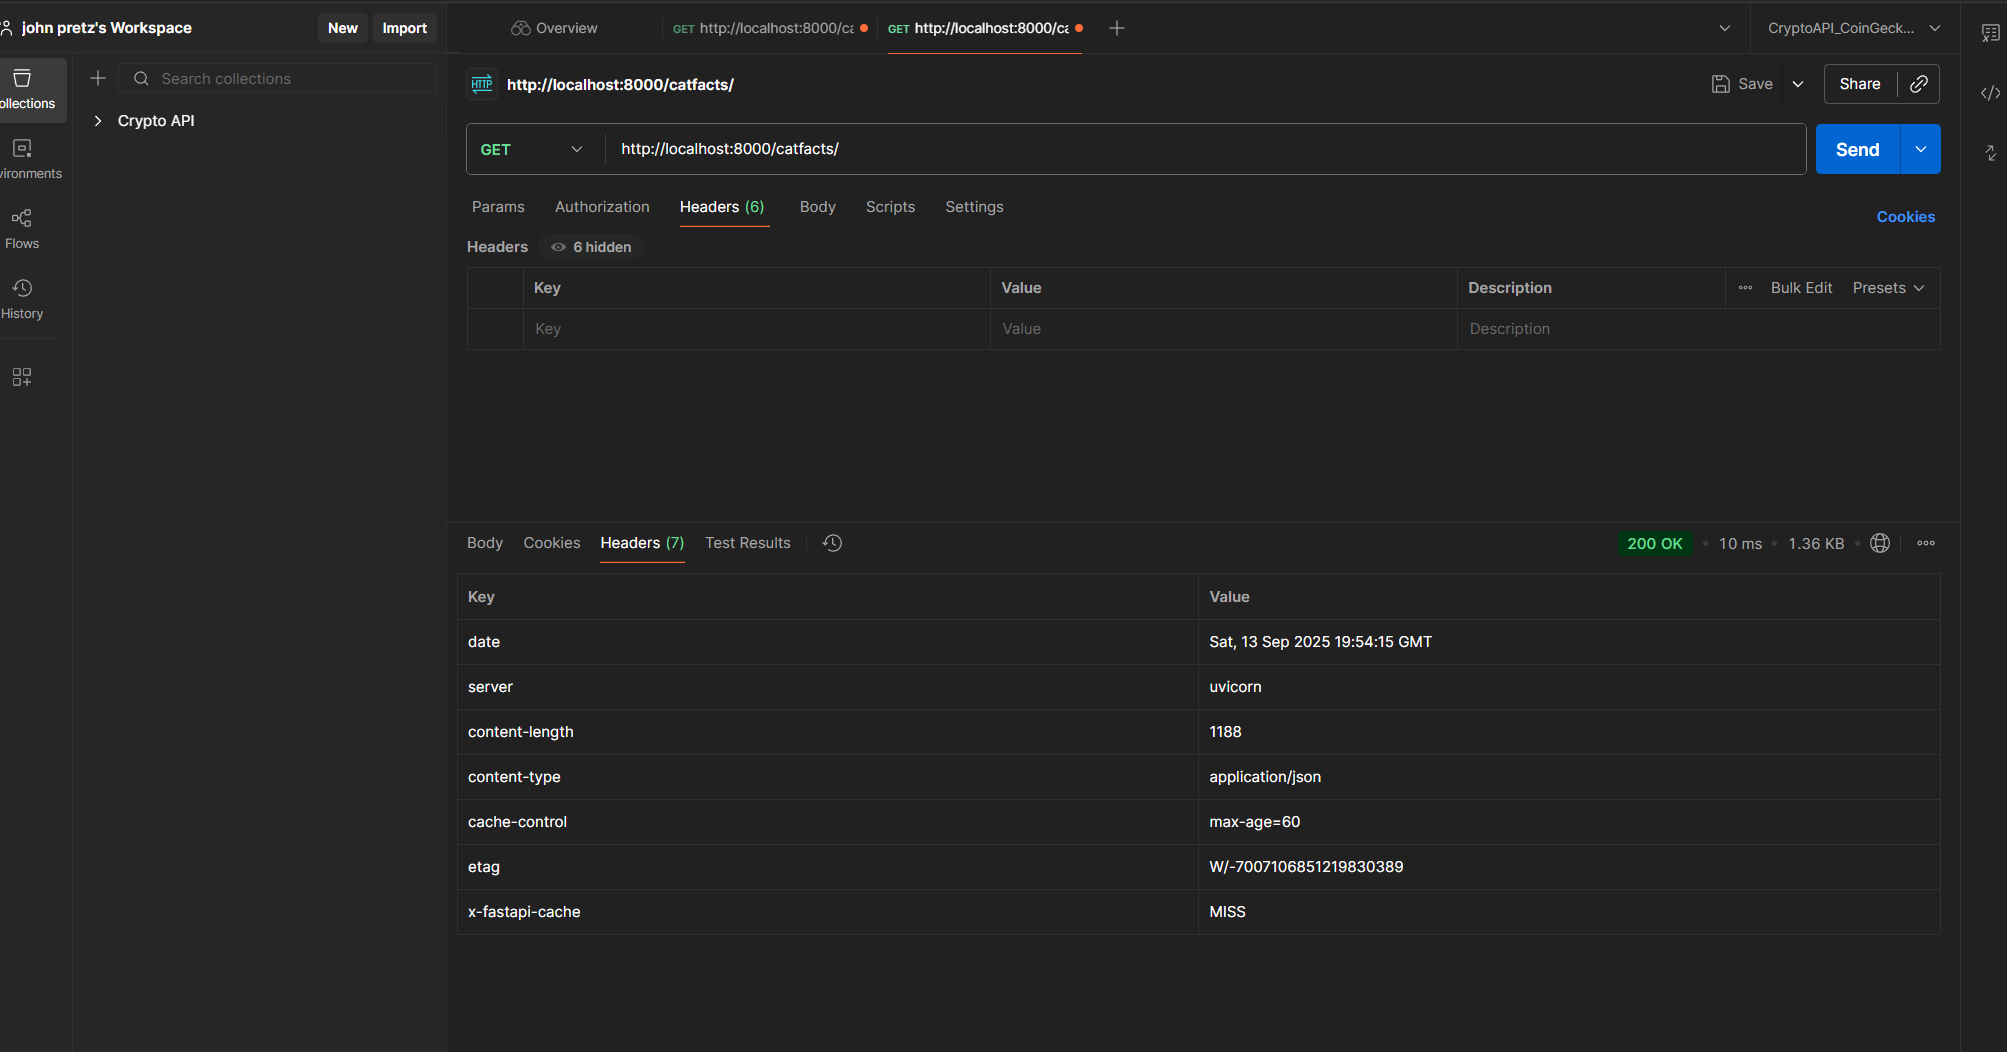 john pretz's Workspace
New
Import
Overview
GET http://localhost:8000/ca
GET http://localhost:8000/ca
CryptoAPI_CoinGeck...
ollections
Search collections
Crypto API
vironments
Flows
History
HTTP
http://localhost:8000/catfacts/
Save
Share
GET
http://localhost:8000/catfacts/
Send
Params
Authorization
Headers (6)
Body
Scripts
Settings
Cookies
Headers
6 hidden
Key
Value
Description
Bulk Edit
Presets
Key
Value
Description
Body
Cookies
Headers (7)
Test Results
200 OK
10 ms
1.36 KB
Key
Value
date
Sat, 13 Sep 2025 19:54:15 GMT
server
uvicorn
content-length
1188
content-type
application/json
cache-control
max-age=60
etag
W/-7007106851219830389
x-fastapi-cache
MISS